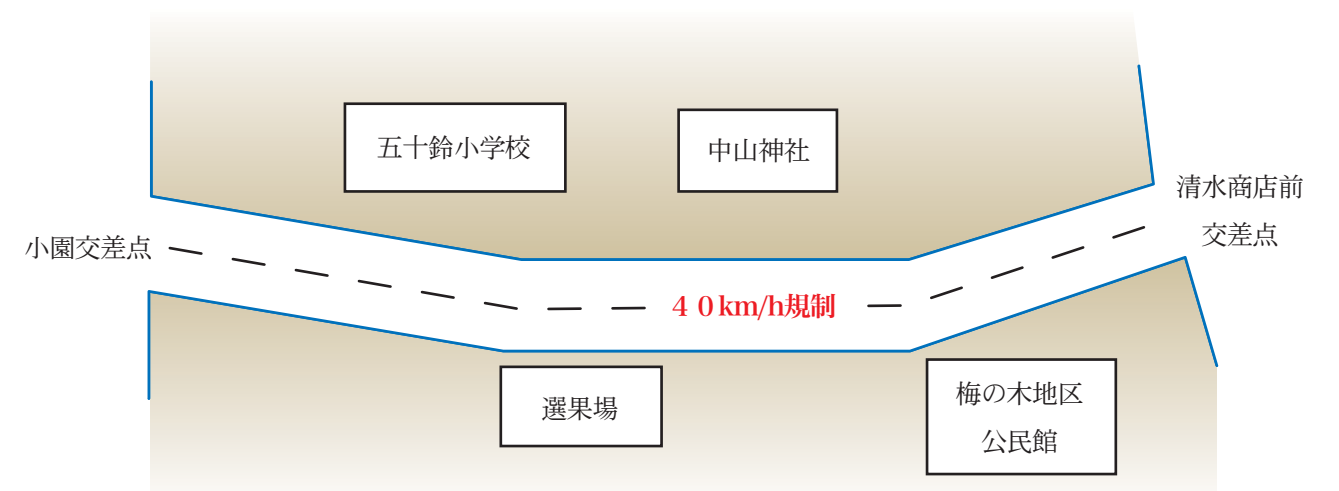 五十鈴小学校
中山神社
清水商店前
交差点
小園交差点
４０km/h規制
選果場
梅の木地区
公民館